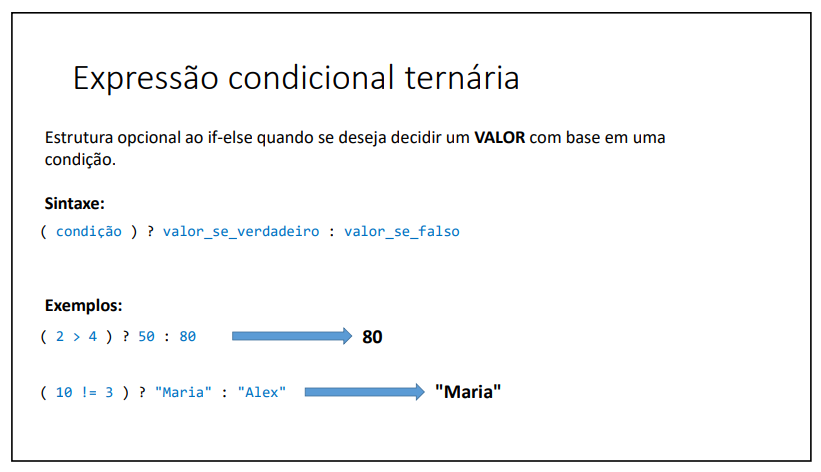 Expressão condicional ternária
Estrutura opcional ao if-else quando se deseja decidir um VALOR com base em uma
condição.
Sintaxe:
( condição ) ? valor_se_verdadeiro : valor_se_falso
Exemplos:
( 2 > 4 ) ? 50 : 80 80
( 10 != 3 ) ? "Maria" : "Alex" "Maria"